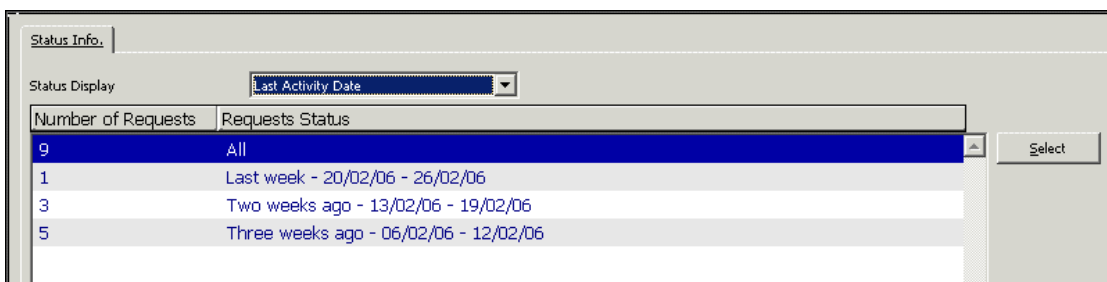 Status Info.
Status Display Last Activity Date
Number of Requests Requests Status
9 All
Select
1 Last week - 20/02/06 - 26/02/06
3 Two weeks ago - 13/02/06 - 19/02/06
5 Three weeks ago - 06/02/06 - 12/02/06